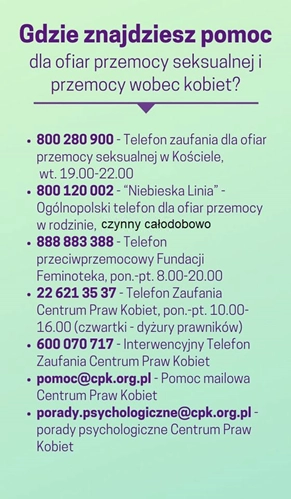 Gdzie znajdziesz pomoc
dla ofiar przemocy seksualnej i
przemocy wobec kobiet?
• 800 280 900 - Telefon zaufania dla ofiar
przemocy seksualnej w Kościele,
wt. 19.00-22.00
• 800 120 002 - “Niebieska Linia” -
Ogólnopolski telefon dla ofiar przemocy
w rodzinie, czynny całodobowo
• 888 883 388 - Telefon
przeciwprzemocowy Fundacji
Feminoteka, pon.-pt. 8.00-20.00
• 22 621 35 37 - Telefon Zaufania
Centrum Praw Kobiet, pon.-pt. 10.00-
16.00 (czwartki - dyżury prawników)
• 600 070 717 - Interwencyjny Telefon
Zaufania Centrum Praw Kobiet
• pomoc@cpk.org.pl - Pomoc mailowa
Centrum Praw Kobiet
• porady.psychologiczne@cpk.org.pl -
porady psychologiczne Centrum Praw
Kobiet